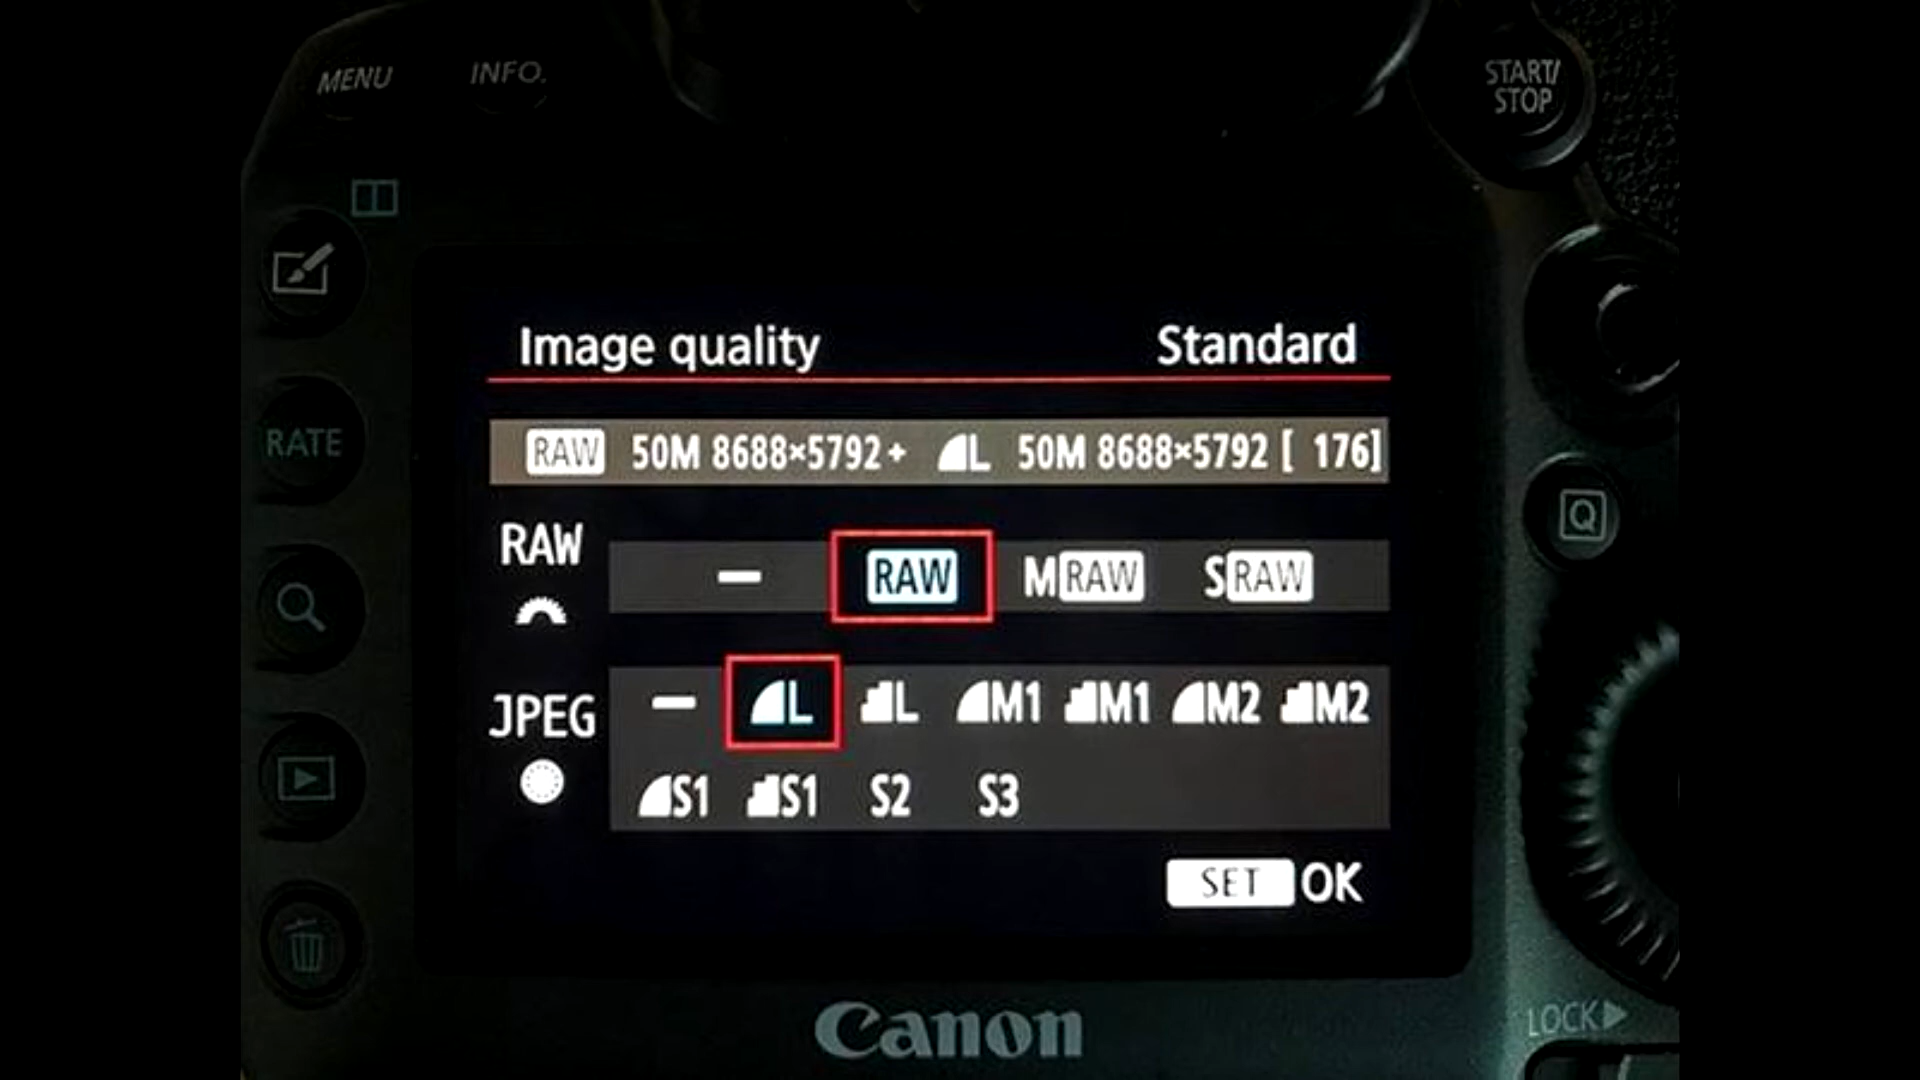 MENU INFO. START/
STOP
RATE
Image quality Standard
RAW 50M 8688×5792+ L 50M 8688×5792 [ 176]
RAW
— RAW MRAW SRAW
Q
JPEG
— L L M1 M1 M2 M2
S1 S1 S2 S3
SET OK
Canon
LOCK▶